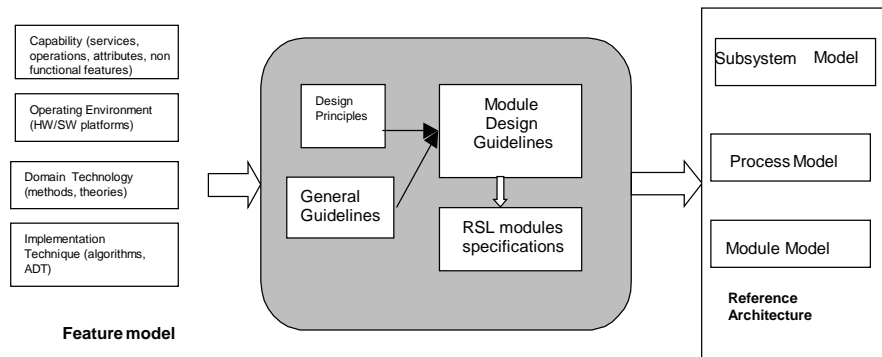 Capability (services,
operations, attributes, non
functional features)
Operating Environment
(HW/SW platforms)
Domain Technology
(methods, theories)
Implementation
Technique (algorithms,
ADT)
Feature model
Design
Principles
General
Guidelines
Module
Design
Guidelines
RSL modules
specifications
Subsystem Model
Process Model
Module Model
Reference
Architecture